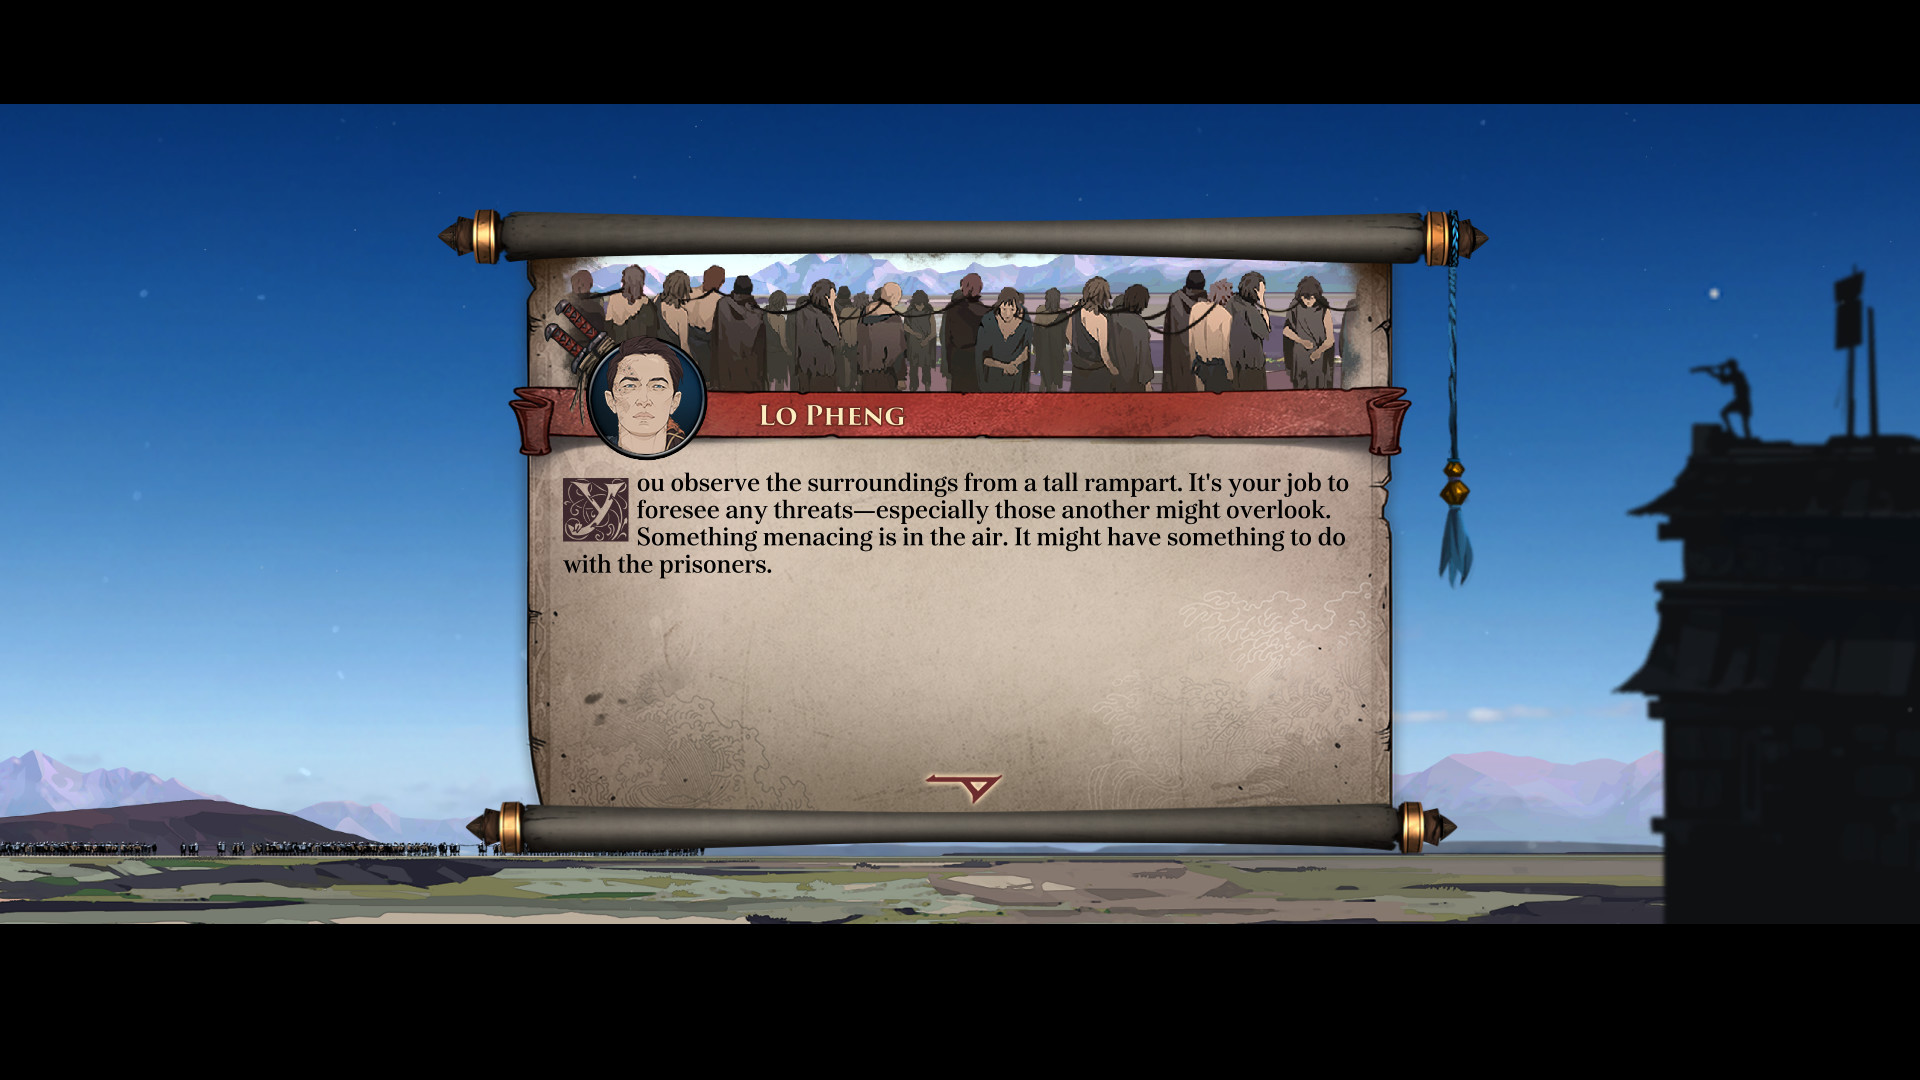 Lo Pheng
You observe the surroundings from a tall rampart. It's your job to
foresee any threats—especially those another might overlook.
Something menacing is in the air. It might have something to do
with the prisoners.